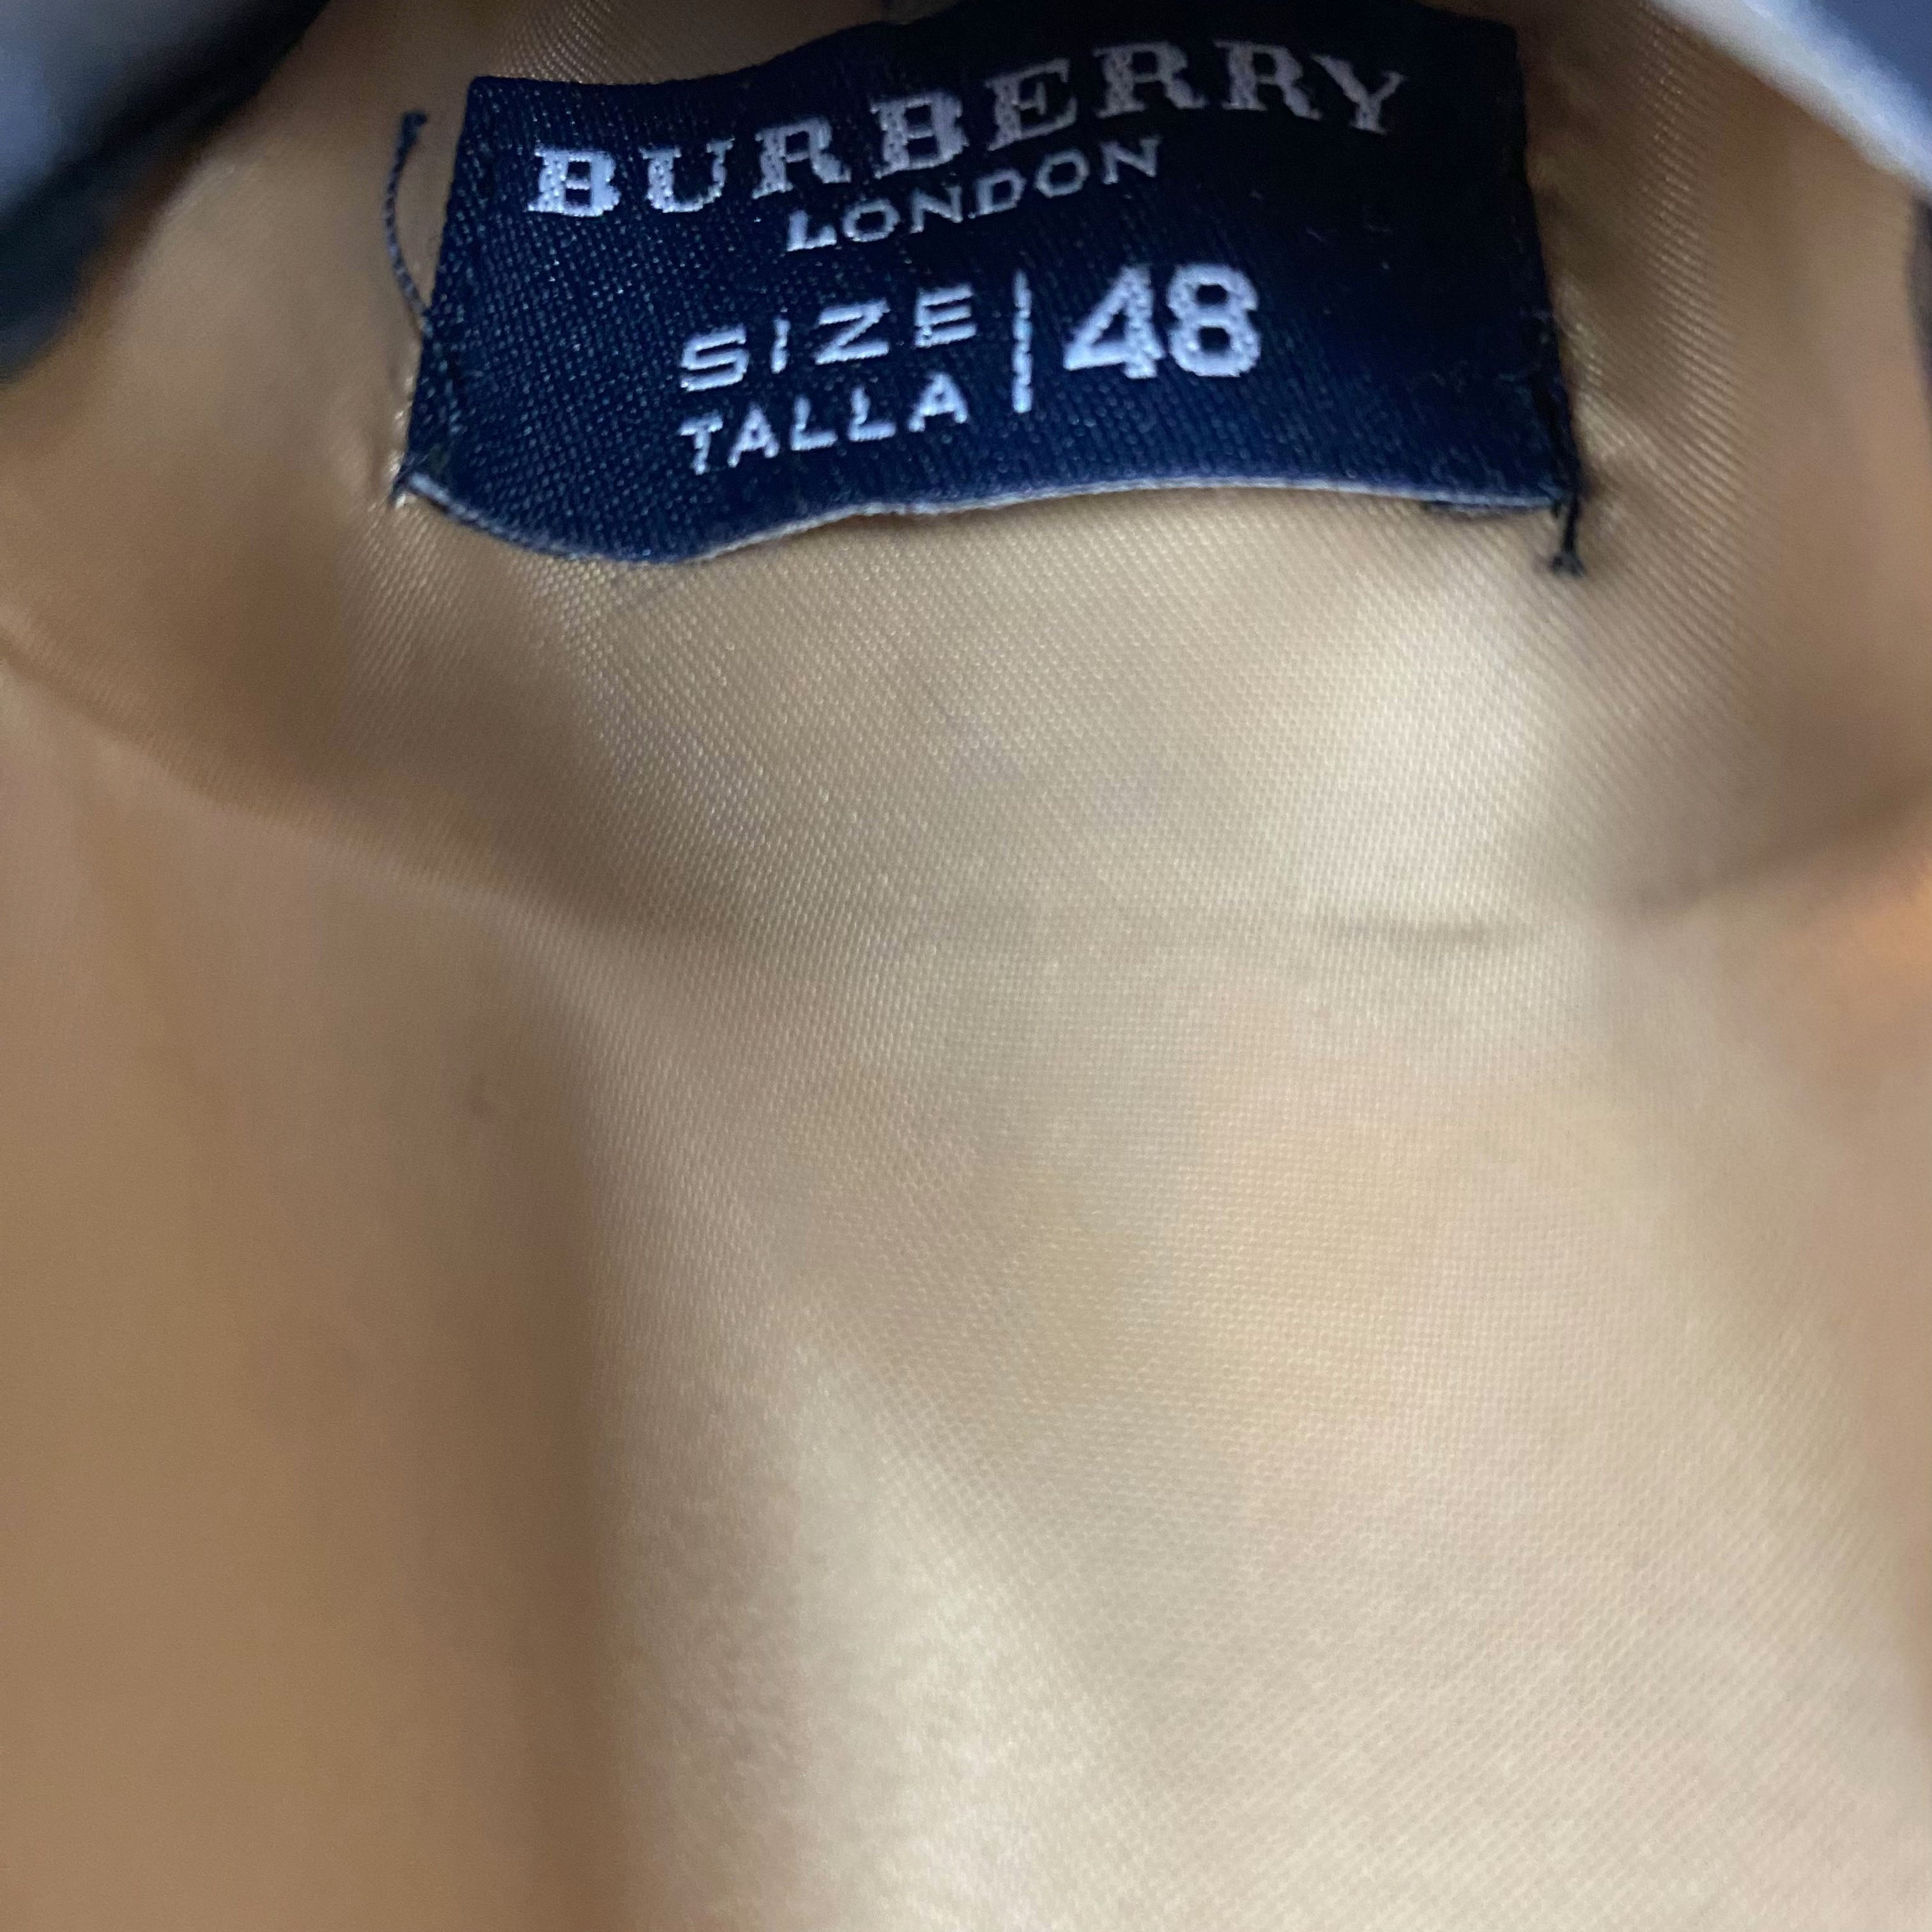 BURBERRY
LONDON
SIZE | 48
TALLA